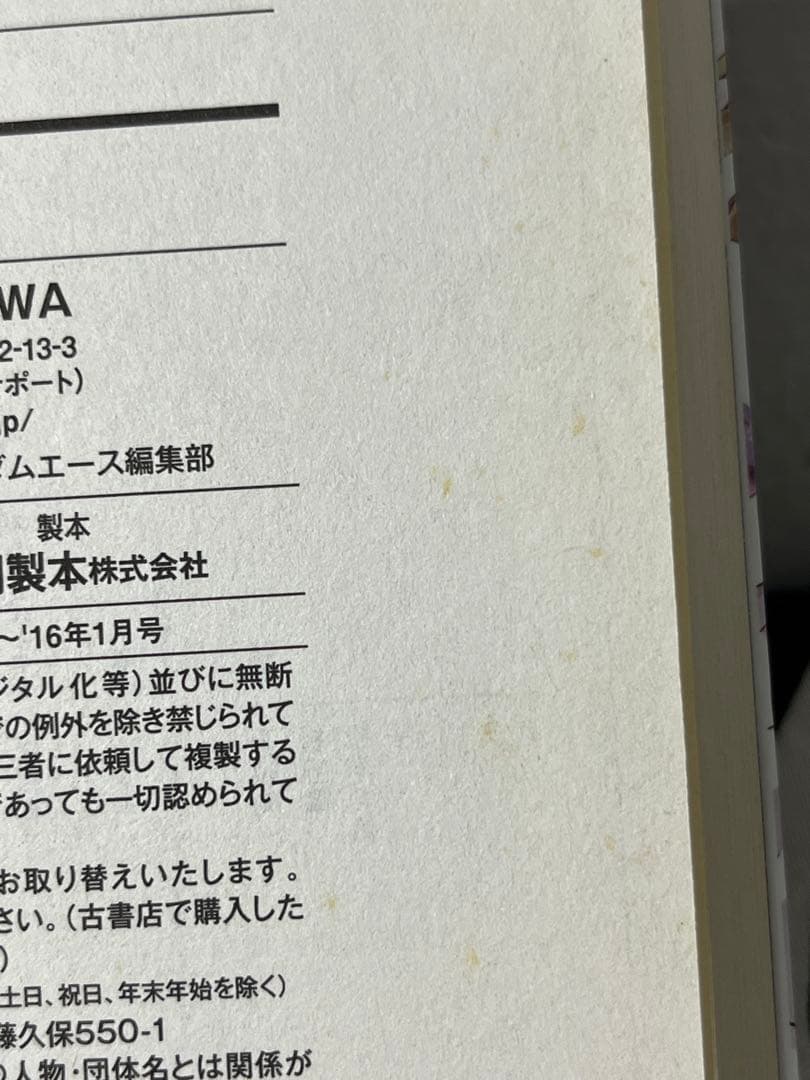 WA
2-13-3
ポート)
.jp/
ムエース編集部
製本
製本株式会社
～'16年1月号
ジタル化等)並びに無断
の例外を除き禁じられて
三者に依頼して複製する
であっても一切認められて
お取り替えいたします。
さい。(古書店で購入した
)
土日、祝日、年末年始を除く)
藤久保550-1
の人物・団体名とは関係が